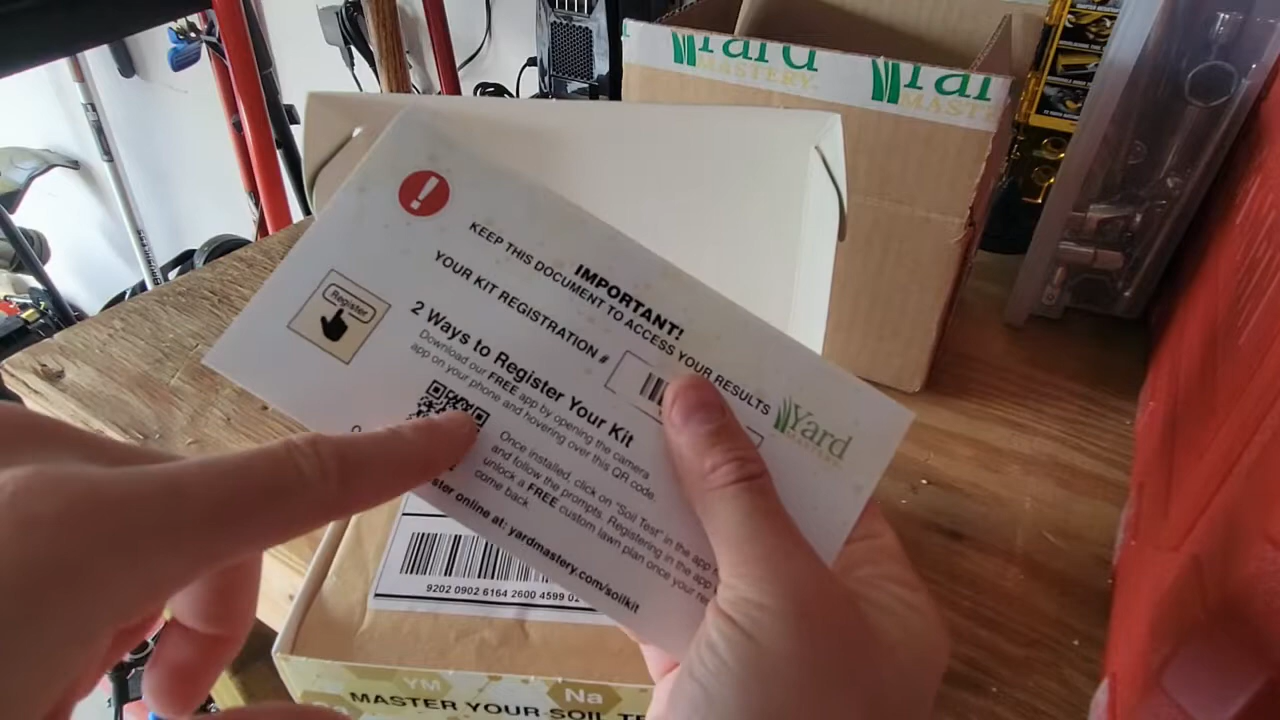 Yard
MASTERY
IMPORTANT!
KEEP THIS DOCUMENT TO ACCESS YOUR RESULTS
YOUR KIT REGISTRATION #
Register
2 Ways to Register Your Kit
Download our FREE app by opening the camera
app on your phone and hovering over this QR code.
Once installed, click on "Soil Test" in the app
and follow the prompts. Registering in the app
unlock a FREE custom lawn plan once your
come back
online at: yardmastery.com/soilkit
Yard
MASTERY
9202 0902 6164 2600 4599
YM
Na
MASTER YOUR SOIL